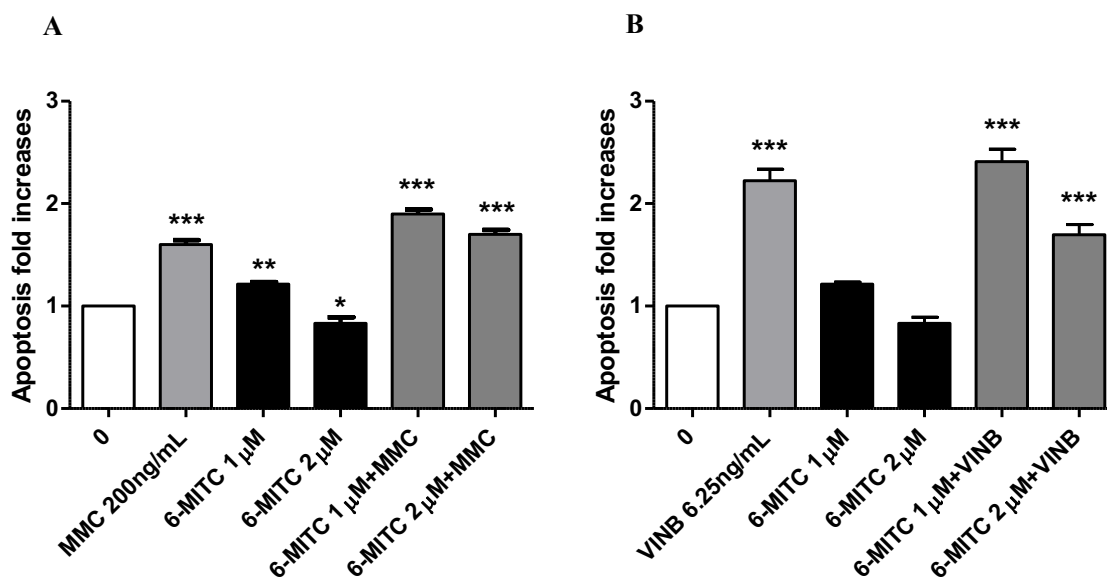 A
Apoptosis fold increases
3
2
1
0
***
**
*
***
***
0
MMC 200ng/mL
6-MITC 1 μM
6-MITC 2 μM
6-MITC 1 μM+MMC
6-MITC 2 μM+MMC
B
Apoptosis fold increases
3
2
1
0
***
***
***
0
VINB 6.25ng/mL
6-MITC 1 μM
6-MITC 2 μM
6-MITC 1 μM+VINB
6-MITC 2 μM+VINB